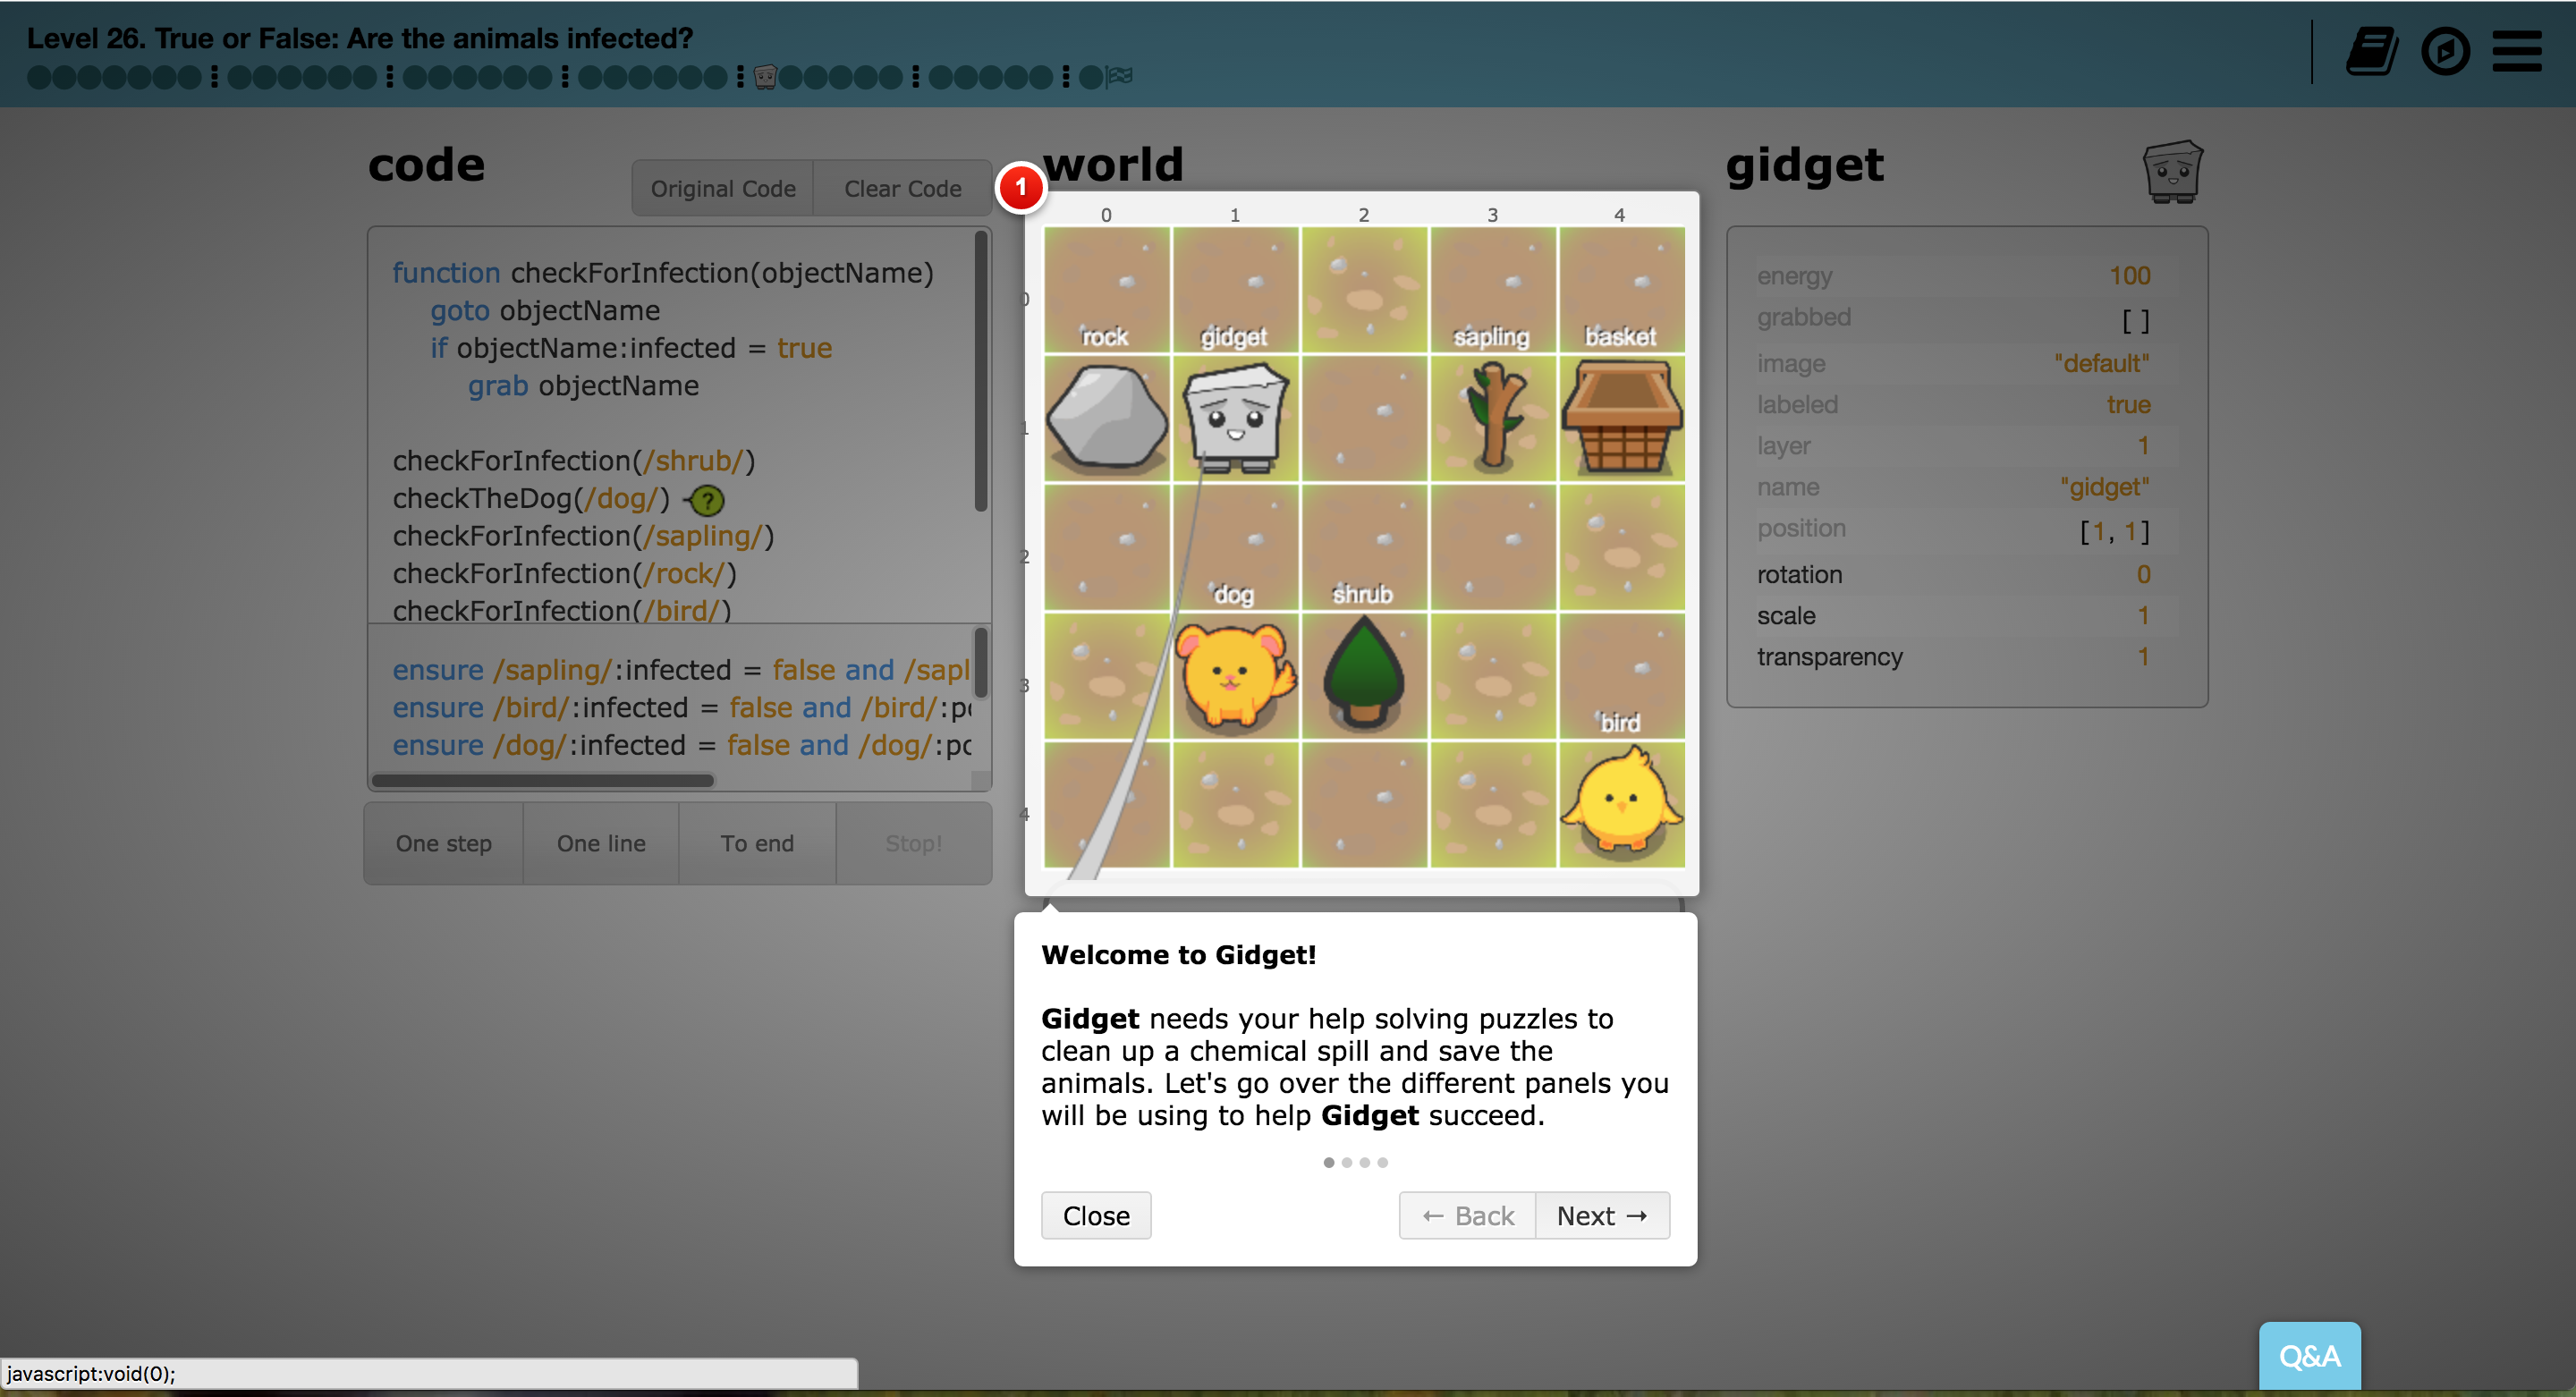 Level 26. True or False: Are the animals infected?
code
Original Code
Clear Code
function checkForInfection(objectName)
goto objectName
if objectName:infected = true
grab objectName
checkForInfection(/shrub/)
checkTheDog(/dog/) ?
checkForInfection(/sapling/)
checkForInfection(/rock/)
checkForInfection(/bird/)
ensure /sapling/:infected = false and /sapl
ensure /bird/:infected = false and /bird/:po
ensure /dog/:infected = false and /dog/:po
One step
One line
To end
Stop!
1
world
0 1 2 3 4
0
rock gidget sapling basket
1
2
dog shrub
3
bird
4
Welcome to Gidget!
Gidget needs your help solving puzzles to
clean up a chemical spill and save the
animals. Let's go over the different panels you
will be using to help Gidget succeed.
Close
← Back
Next →
gidget
energy 100
grabbed [ ]
image "default"
labeled true
layer 1
name "gidget"
position [1, 1]
rotation 0
scale 1
transparency 1
Q&A
javascript:void(0);